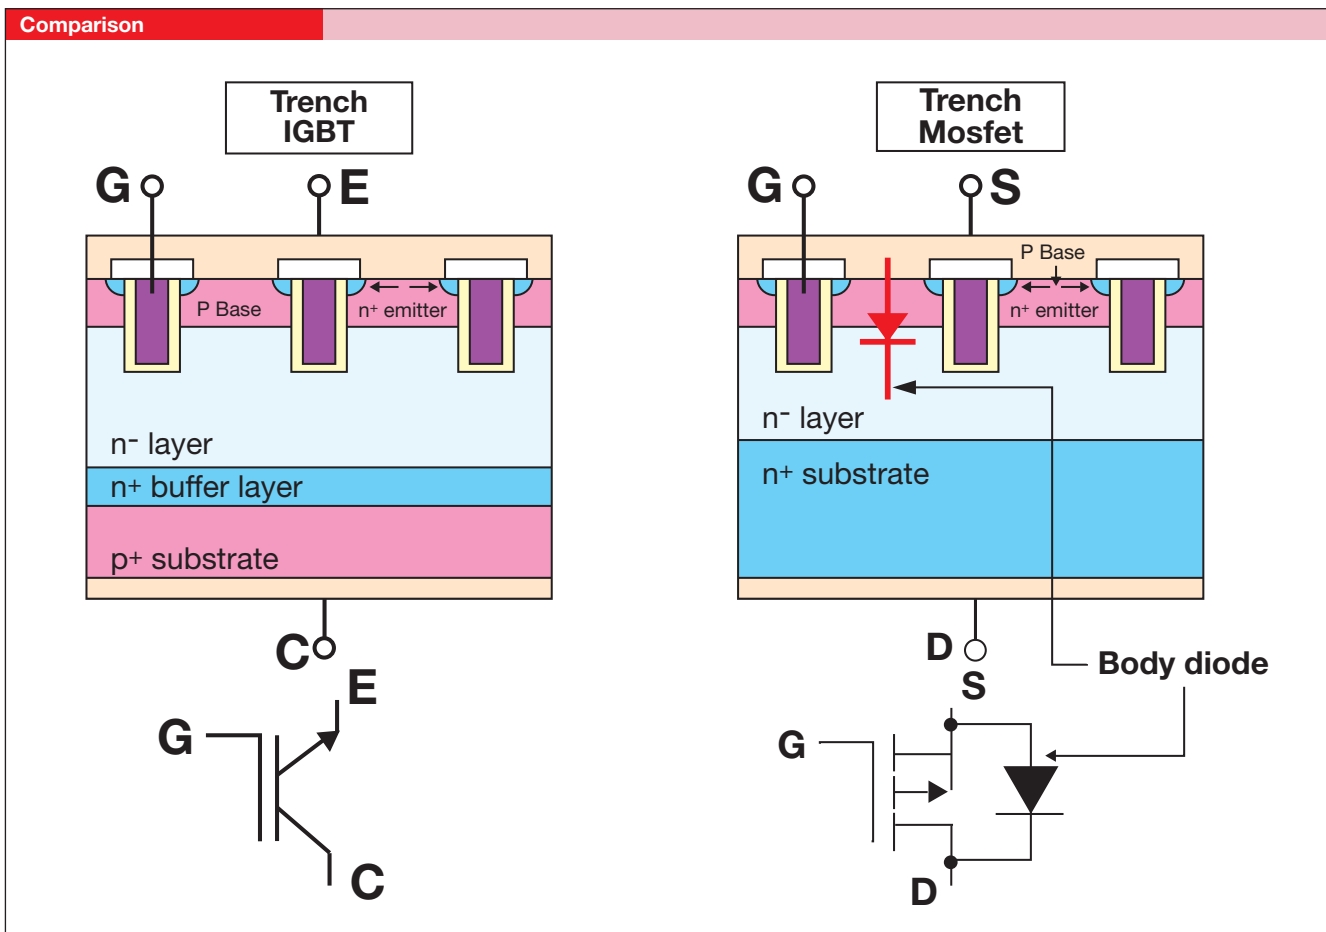 Comparison
Trench
IGBT
G
E
P Base
n+ emitter
n- layer
n+ buffer layer
p+ substrate
C
E
G
C
Trench
Mosfet
G
S
P Base
n+ emitter
n- layer
n+ substrate
D
Body diode
S
G
D